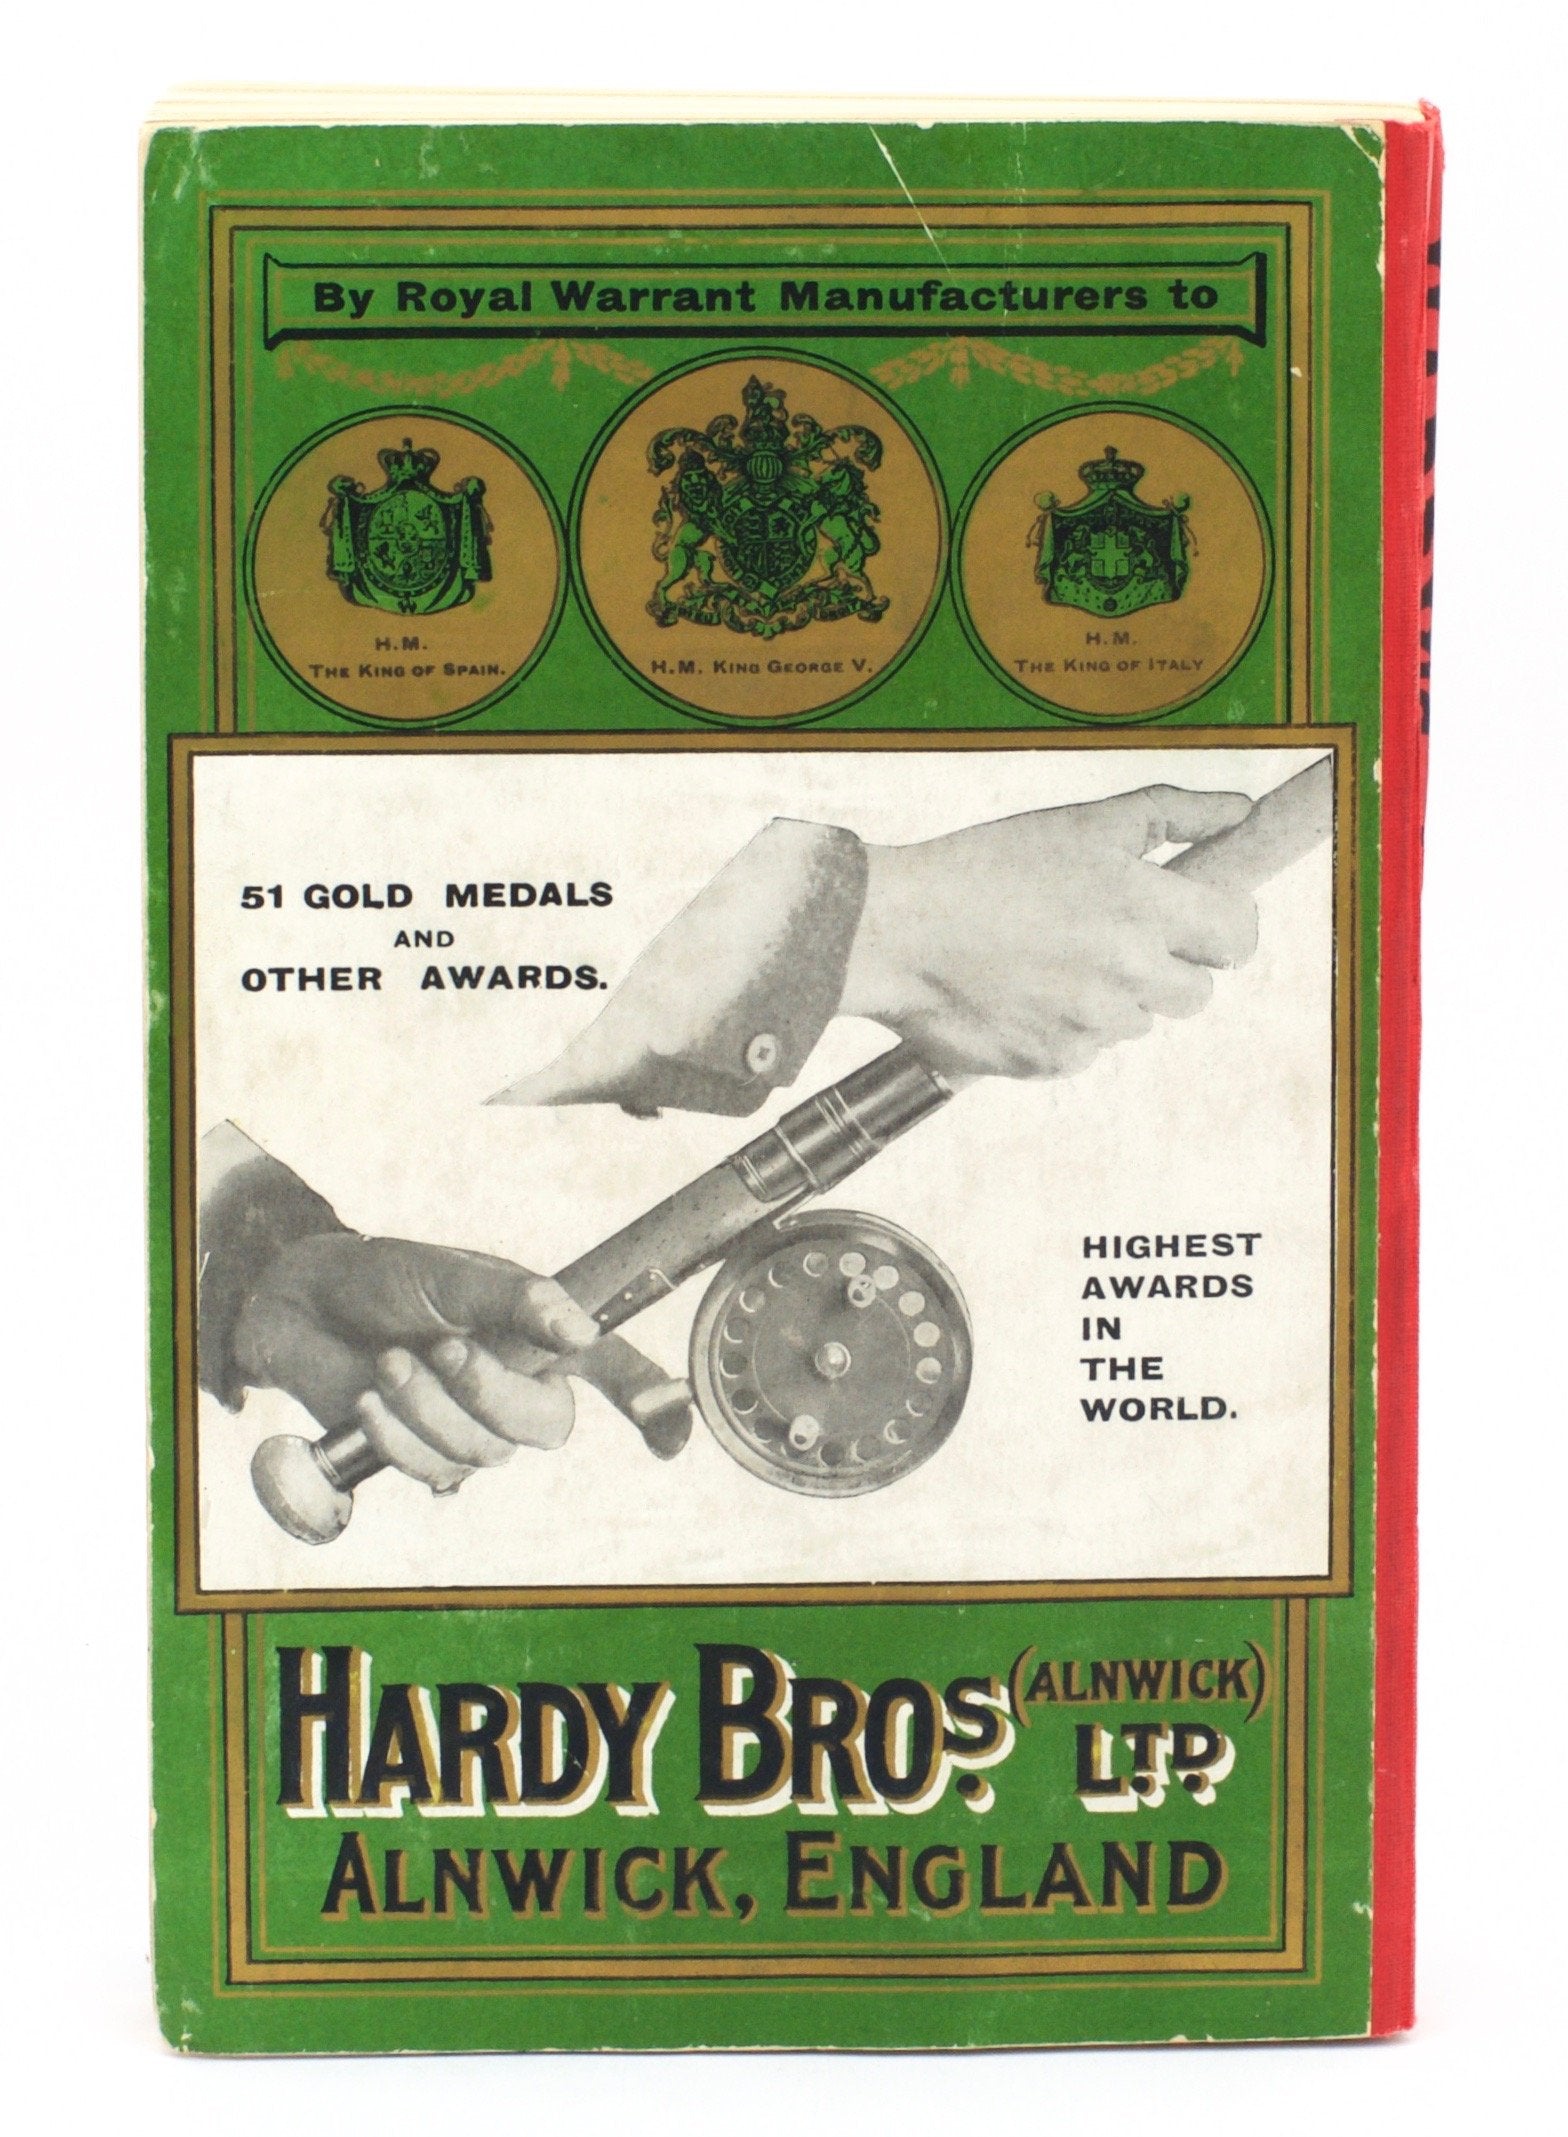 By Royal Warrant Manufacturers to
H.M.
THE KING OF SPAIN.
H.M. KING GEORGE V.
H.M.
THE KING OF ITALY
51 GOLD MEDALS
AND
OTHER AWARDS.
HIGHEST
AWARDS
IN
THE
WORLD.
HARDY BROS. (ALNWICK)
LTD.
ALNWICK, ENGLAND